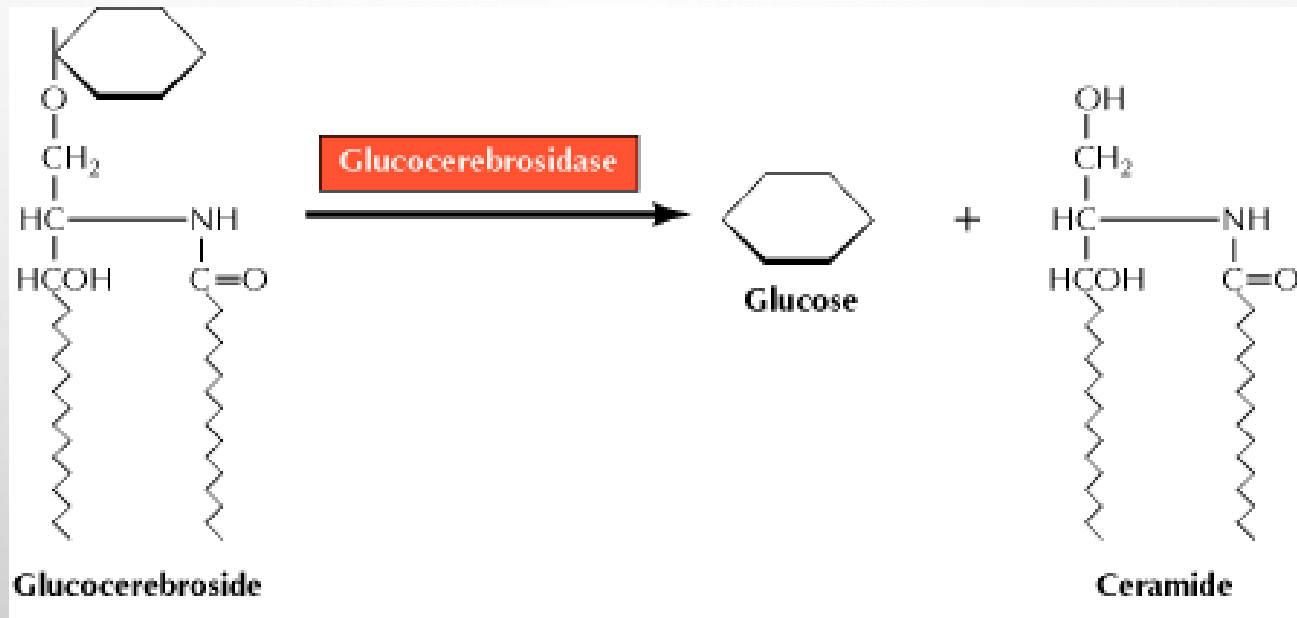 O
CH₂
HC NH
HCOH C=O
Glucocerebroside
Glucocerebrosidase
Glucose
+
OH
CH₂
HC NH
HCOH C=O
Ceramide